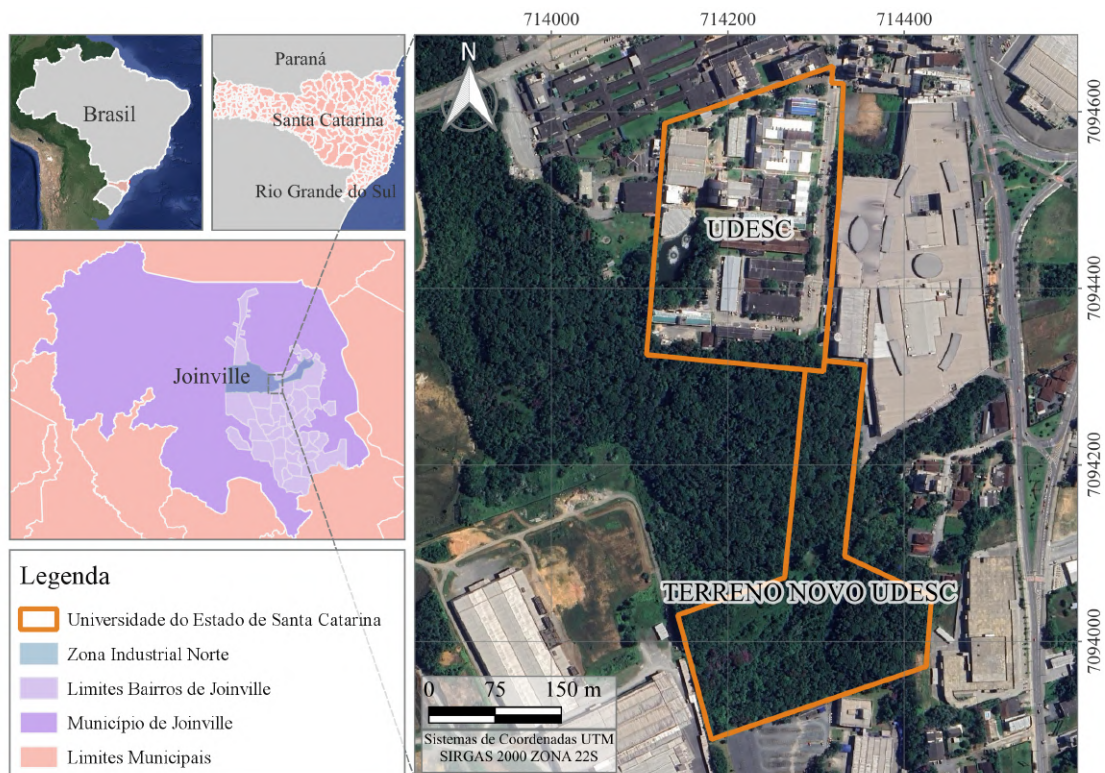 714000
714200
714400
Paraná
Santa Catarina
Rio Grande do Sul
Brasil
N
7094600
UDESC
7094400
Joinville
7094200
TERRENO NOVO UDESC
7094000
Legenda
Universidade do Estado de Santa Catarina
Zona Industrial Norte
Limites Bairros de Joinville
Município de Joinville
Limites Municipais
0 75 150 m
Sistemas de Coordenadas UTM
SIRGAS 2000 ZONA 22S